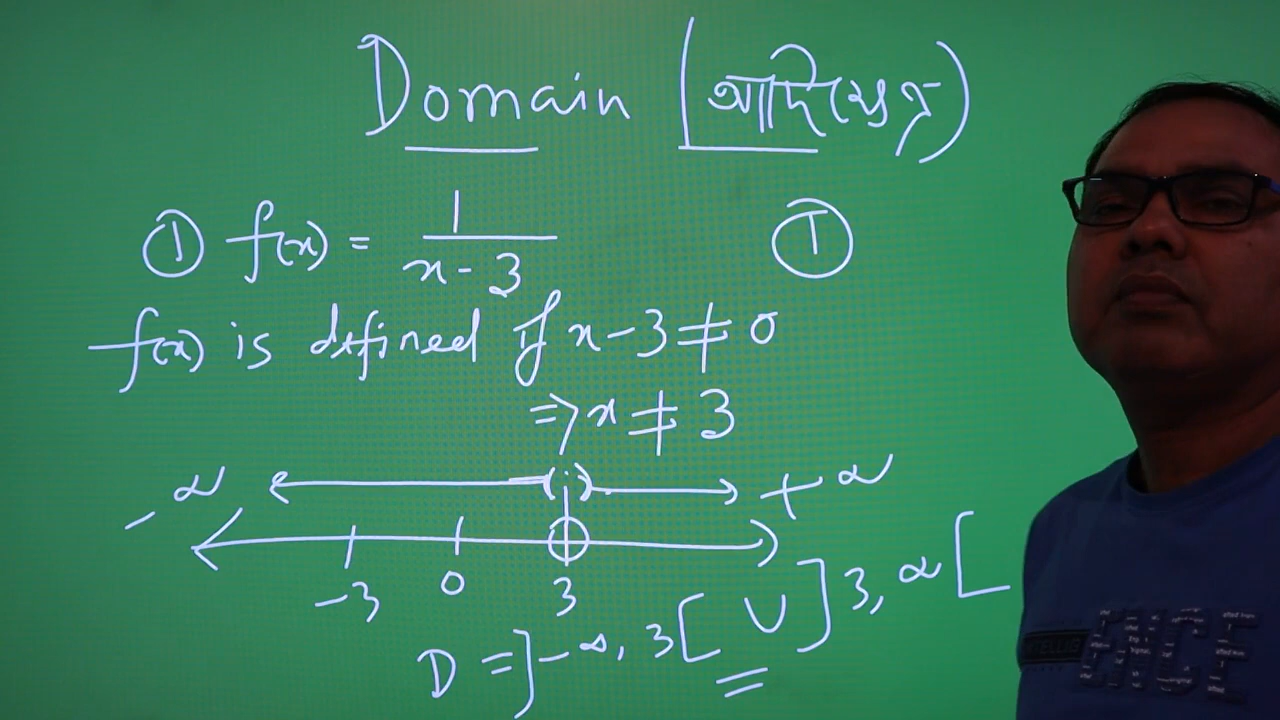 Domain (আদিক্ষেত্র)
① f(x) = 1/(x-3) Ⓣ
f(x) is defined if x-3 ≠ 0
⇒ x ≠ 3
-∝ +∝
-3 0 3
D = ]-∞, 3[ ∪ ]3, ∝[